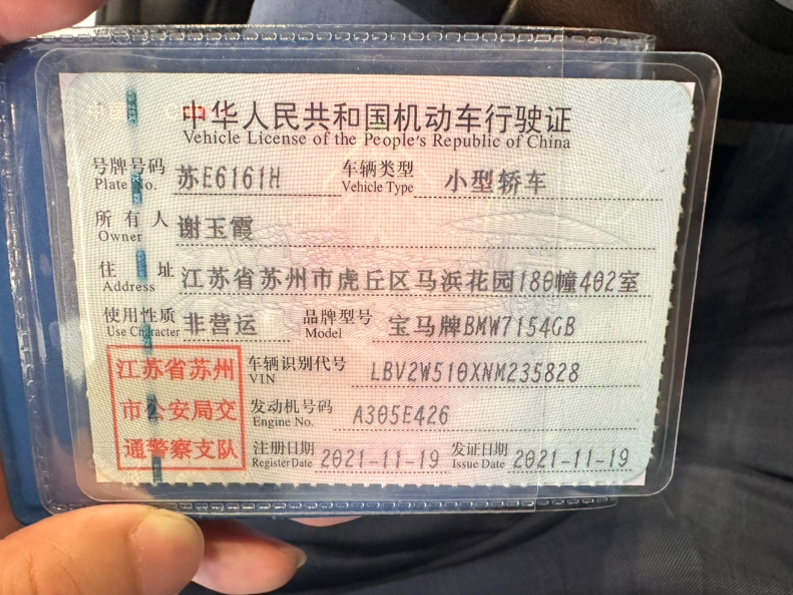 中华人民共和国机动车行驶证
Vehicle License of the People's Republic of China
号牌号码 苏E6161H 车辆类型 小型轿车
Plate No. Vehicle Type
所有人 谢玉霞
Owner
住址 江苏省苏州市虎丘区马浜花园180幢402室
Address
使用性质 非营运 品牌型号 宝马牌BMW7154GB
Use Character Model
江苏省苏州 车辆识别代号 LBV2W510XNM235828
VIN
市公安局交 发动机号码 A305E426
Engine No.
通警察支队 注册日期 2021-11-19 发证日期 2021-11-19
Register Date Issue Date